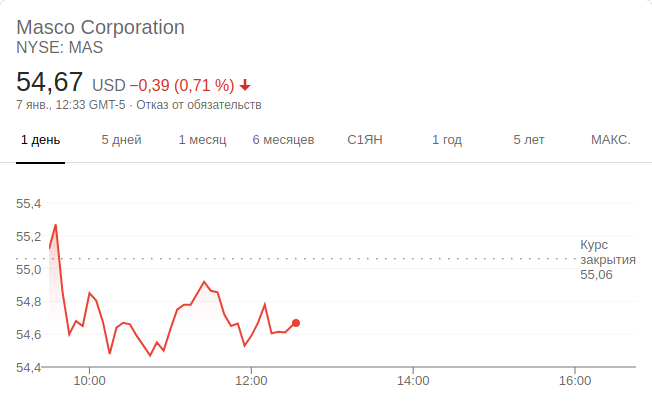 Masco Corporation
NYSE: MAS
54,67 USD −0,39 (0,71 %)
7 янв., 12:33 GMT-5 · Отказ от обязательств
1 день 5 дней 1 месяц 6 месяцев С1ЯН 1 год 5 лет МАКС.
55,4
55,2
Курс
закрытия
55,06
55,0
54,8
54,6
54,4
10:00 12:00 14:00 16:00